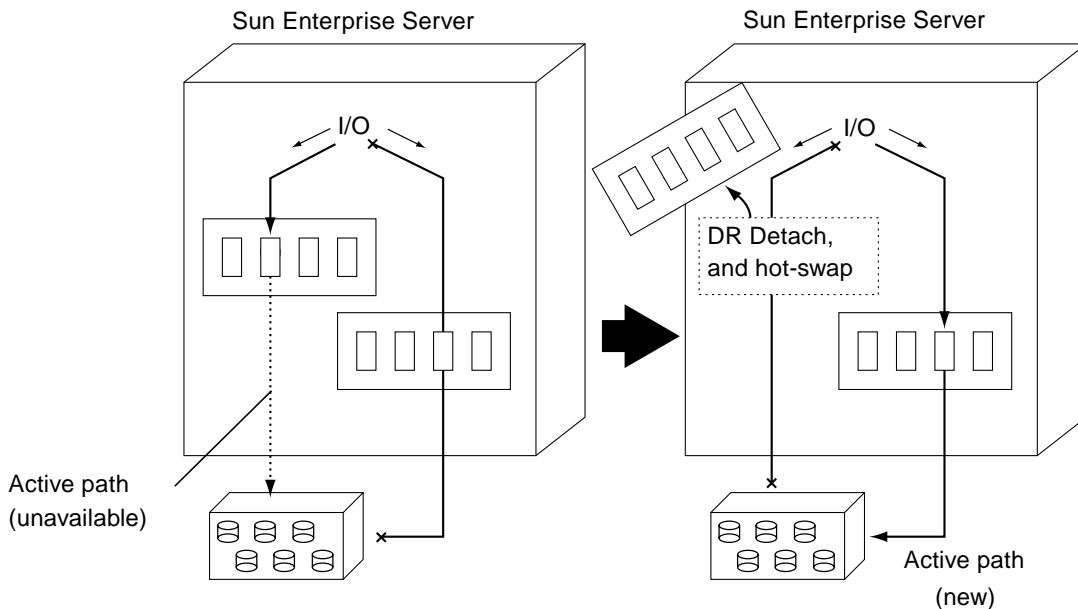 Sun Enterprise Server
I/O
Active path
(unavailable)
Sun Enterprise Server
I/O
DR Detach,
and hot-swap
Active path
(new)